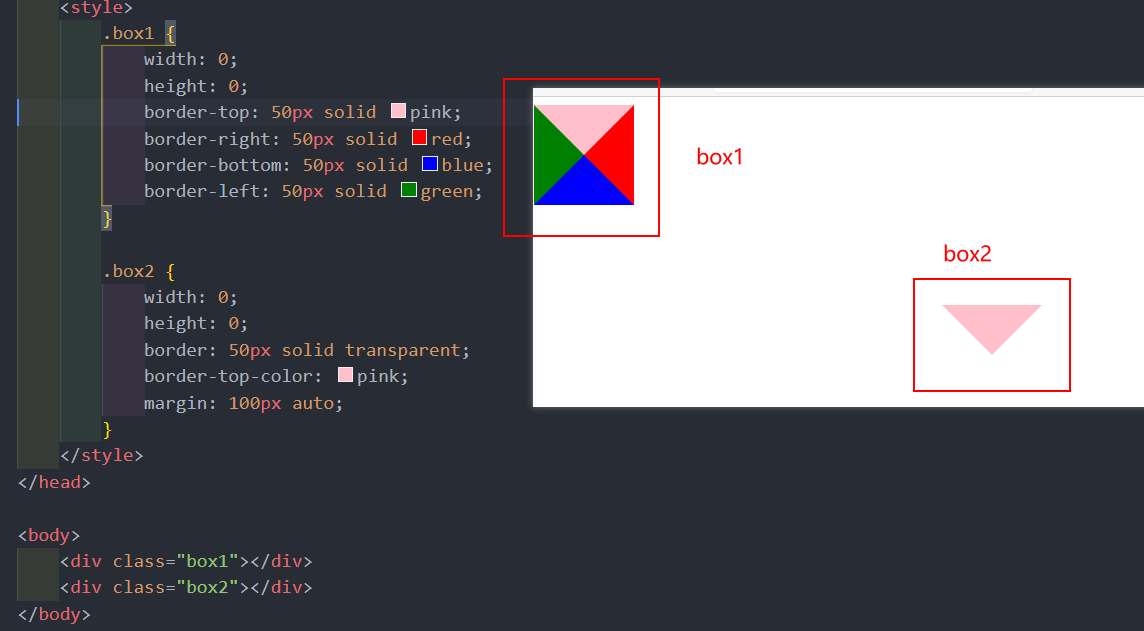 <style>
.box1 {
width: 0;
height: 0;
border-top: 50px solid pink;
border-right: 50px solid red;
border-bottom: 50px solid blue;
border-left: 50px solid green;
}
box1
.box2 {
width: 0;
height: 0;
border: 50px solid transparent;
border-top-color: pink;
margin: 100px auto;
}
box2
</style>
</head>
<body>
<div class="box1"></div>
<div class="box2"></div>
</body>